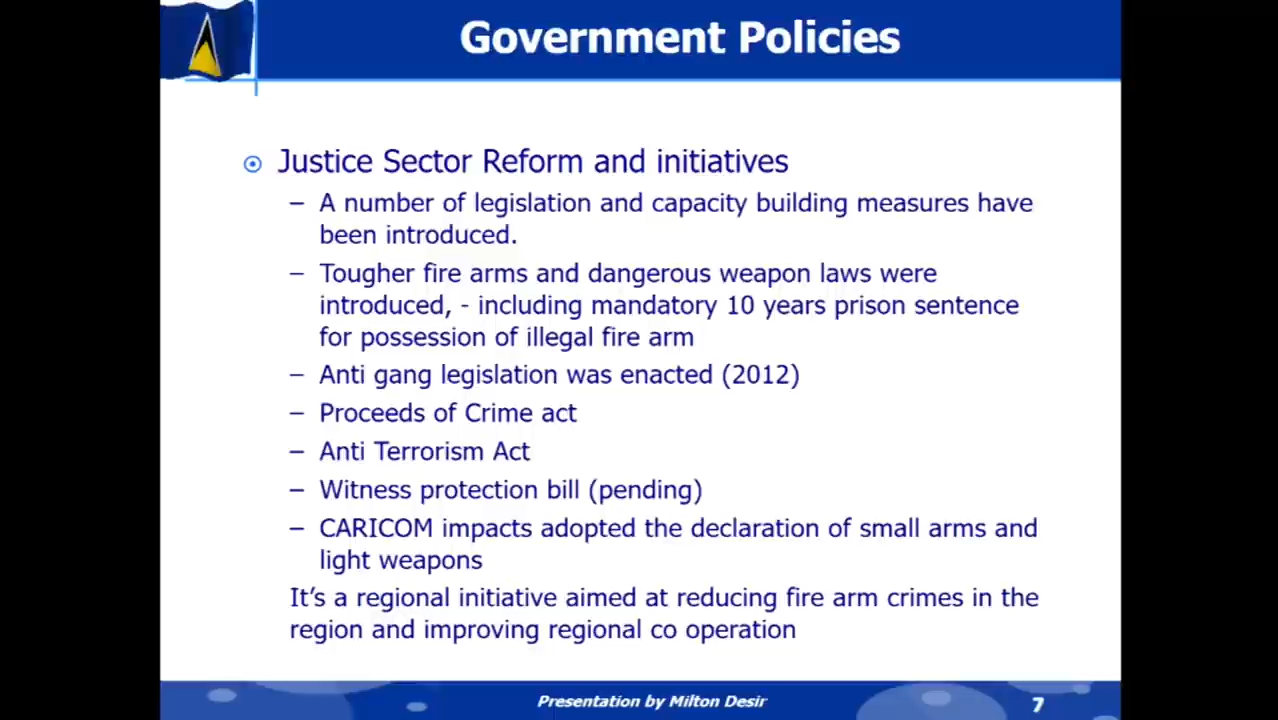 Government Policies
Justice Sector Reform and initiatives
– A number of legislation and capacity building measures have
been introduced.
– Tougher fire arms and dangerous weapon laws were
introduced, - including mandatory 10 years prison sentence
for possession of illegal fire arm
– Anti gang legislation was enacted (2012)
– Proceeds of Crime act
– Anti Terrorism Act
– Witness protection bill (pending)
– CARICOM impacts adopted the declaration of small arms and
light weapons
It’s a regional initiative aimed at reducing fire arm crimes in the
region and improving regional co operation
Presentation by Milton Desir
7